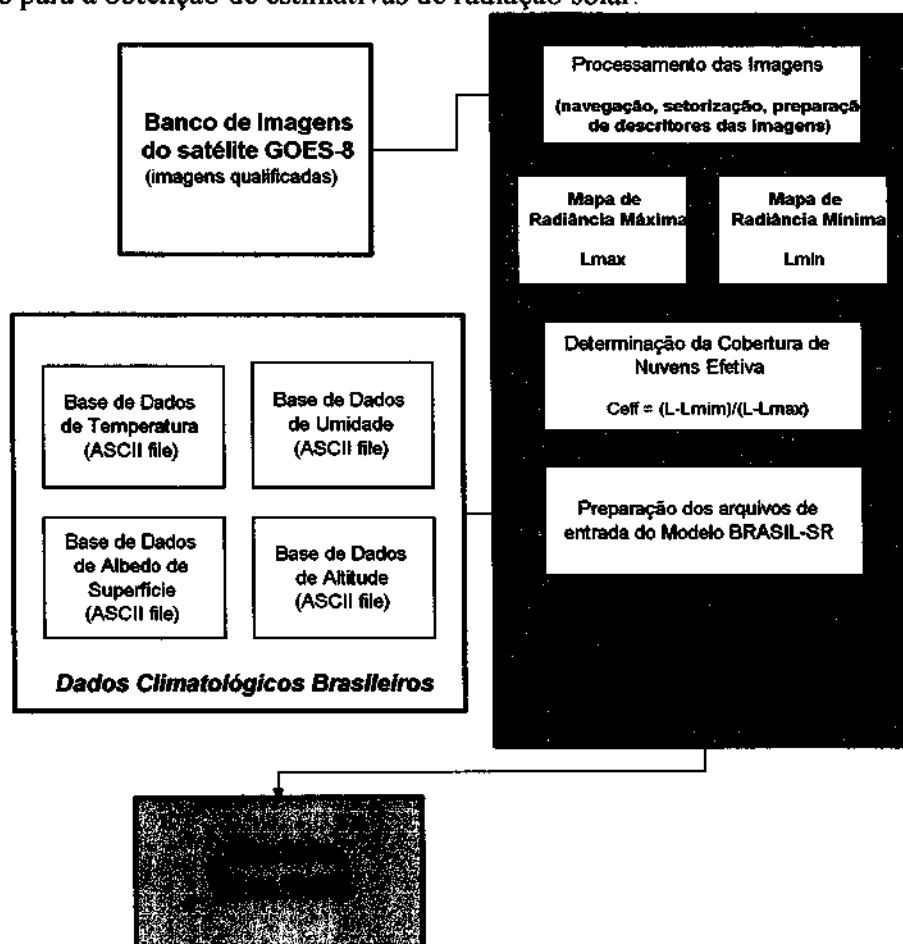 para a obtenção de estimativas de radiação solar.
Banco de Imagens
do satélite GOES-8
(imagens qualificadas)
Processamento das Imagens
(navegação, setorização, preparaçã
de descritores das imagens)
Mapa de
Radiância Máxima
Lmax
Mapa de
Radiância Mínima
Lmin
Determinação da Cobertura de
Nuvens Efetiva
Ceff = (L-Lmim)/(L-Lmax)
Preparação dos arquivos de
entrada do Modelo BRASIL-SR
Base de Dados
de Temperatura
(ASCII file)
Base de Dados
de Umidade
(ASCII file)
Base de Dados
de Albedo de
Superfície
(ASCII file)
Base de Dados
de Altitude
(ASCII file)
Dados Climatológicos Brasileiros